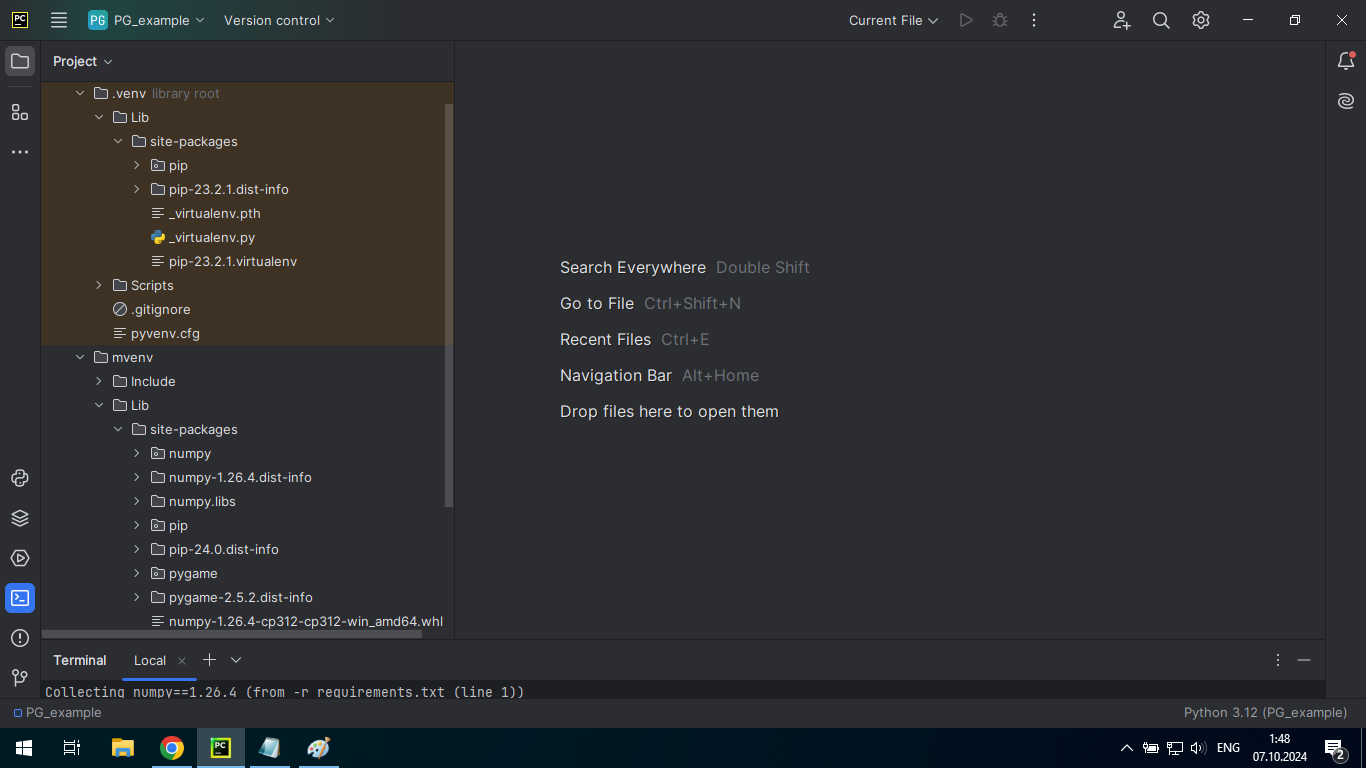 PC PG PG_example Version control Current File
Project
.venv library root
Lib
site-packages
pip
pip-23.2.1.dist-info
_virtualenv.pth
_virtualenv.py
pip-23.2.1.virtualenv
Scripts
.gitignore
pyvenv.cfg
mvenv
Include
Lib
site-packages
numpy
numpy-1.26.4.dist-info
numpy.libs
pip
pip-24.0.dist-info
pygame
pygame-2.5.2.dist-info
numpy-1.26.4-cp312-cp312-win_amd64.whl
Search Everywhere Double Shift
Go to File Ctrl+Shift+N
Recent Files Ctrl+E
Navigation Bar Alt+Home
Drop files here to open them
Terminal Local
Collecting numpy==1.26.4 (from -r requirements.txt (line 1))
PG_example Python 3.12 (PG_example)
PC ENG 1:48
07.10.2024 2